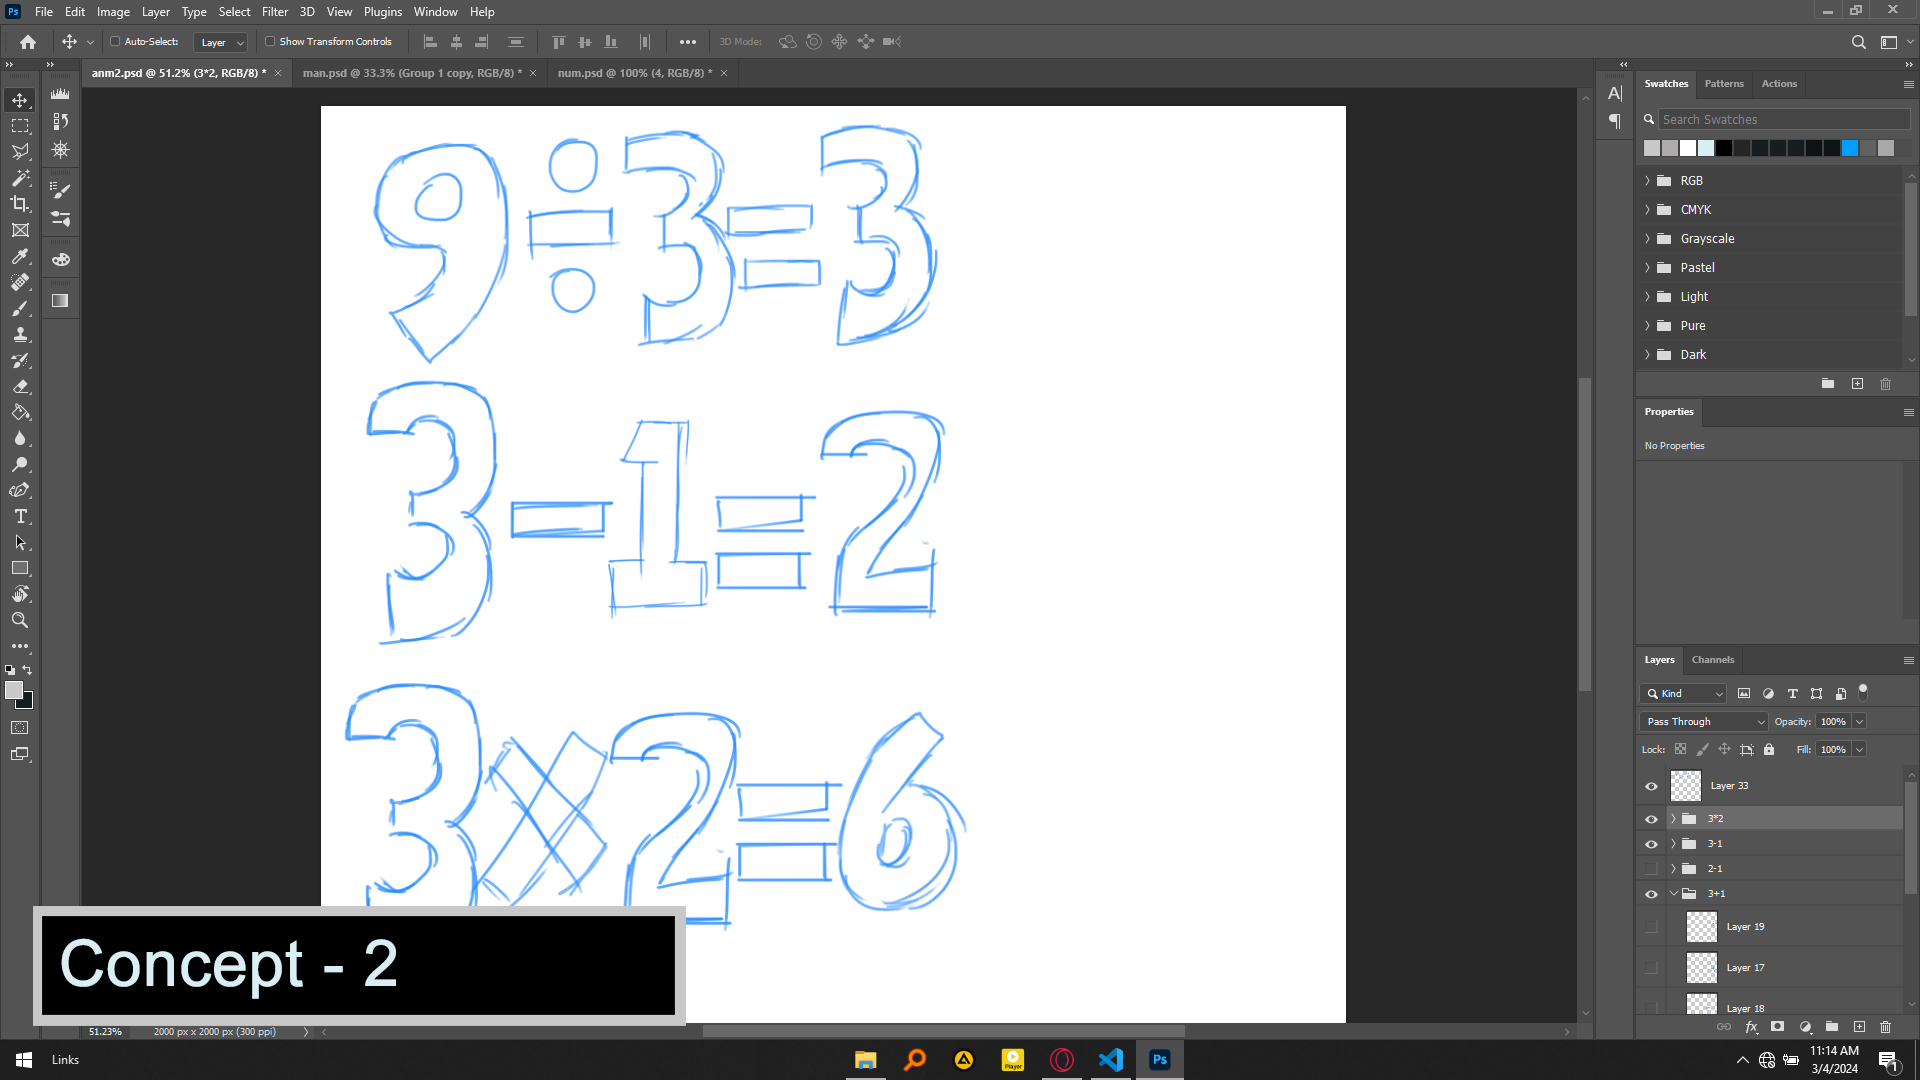 File Edit Image Layer Type Select Filter 3D View Plugins Window Help
Auto-Select: Layer Show Transform Controls 3D Mode:
anm2.psd @ 51.2% (3*2, RGB/8) * man.psd @ 33.3% (Group 1 copy, RGB/8) * num.psd @ 100% (4, RGB/8) *
Swatches Patterns Actions
Search Swatches
RGB
CMYK
Grayscale
Pastel
Light
Pure
Dark
Properties
No Properties
9÷3=3
3-1=2
3×2=6
Layers Channels
Kind
Pass Through Opacity: 100%
Lock: Fill: 100%
Layer 33
3*2
3-1
2-1
3+1
Layer 19
Layer 17
Layer 18
Concept - 2
51.23% 2000 px x 2000 px (300 ppi)
Links
11:14 AM
3/4/2024